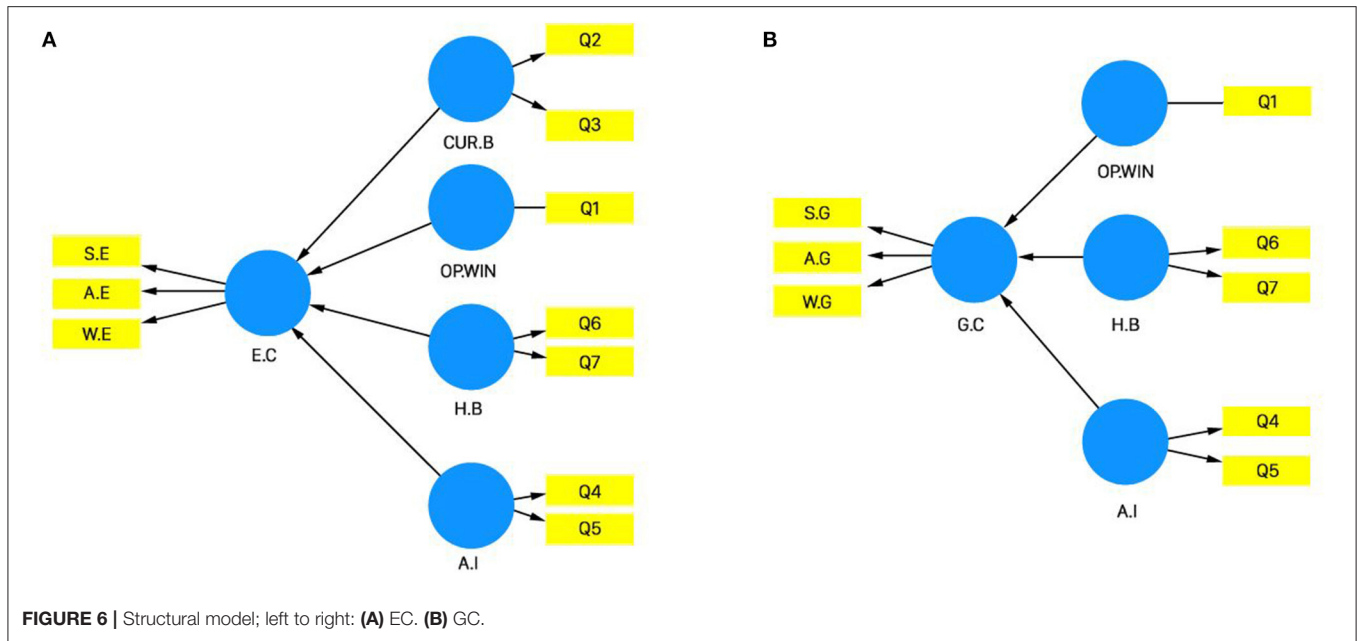 A
Q2
Q3
CUR.B
Q1
OP.WIN
S.E
A.E
W.E
E.C
Q6
Q7
H.B
Q4
Q5
A.I
B
Q1
OP.WIN
S.G
A.G
W.G
G.C
Q6
Q7
H.B
Q4
Q5
A.I
FIGURE 6 | Structural model; left to right: (A) EC. (B) GC.